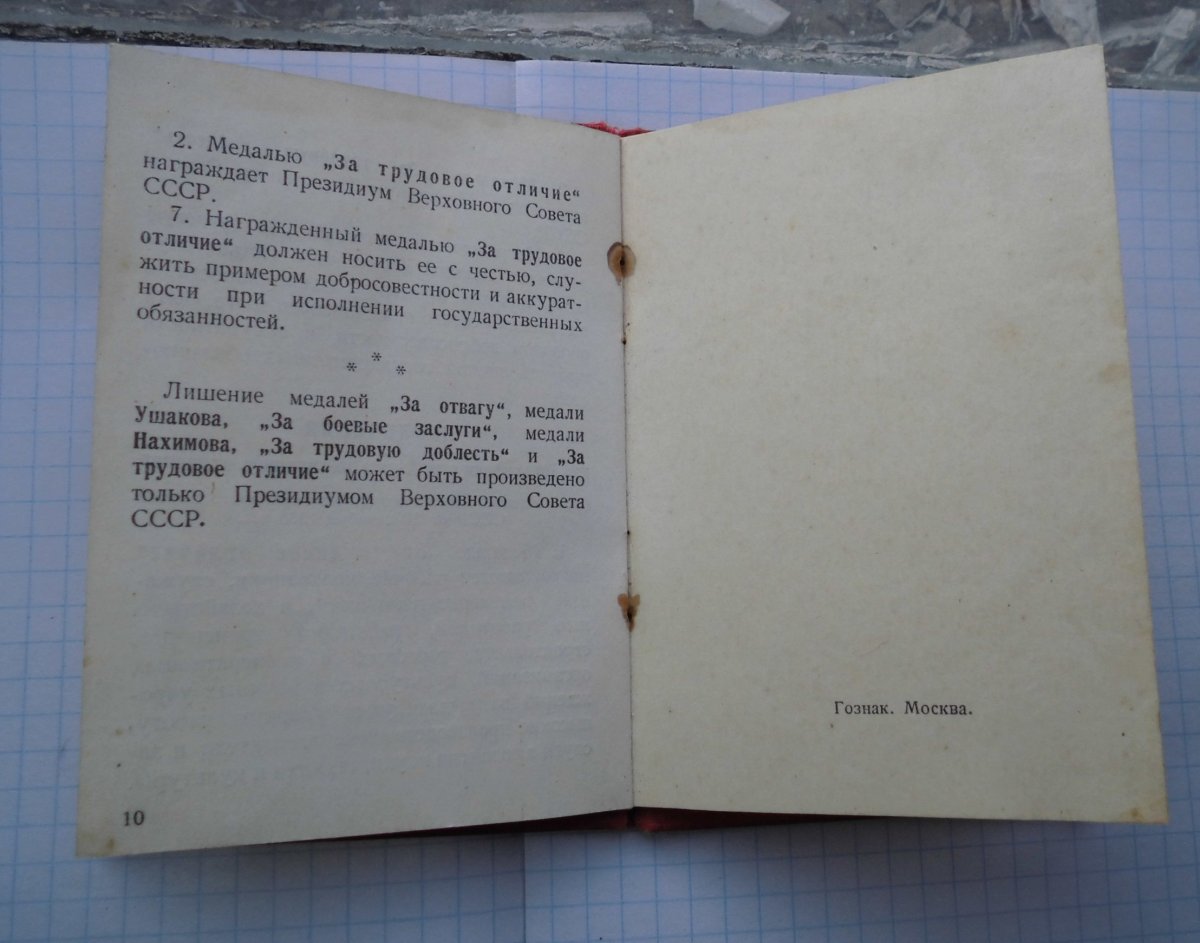 2. Медалью „За трудовое отличие“
награждает Президиум Верховного Совета
СССР.
7. Награжденный медалью „За трудовое
отличие“ должен носить ее с честью, слу-
жить примером добросовестности и аккурат-
ности при исполнении государственных
обязанностей.
*
* *
Лишение медалей „За отвагу“, медали
Ушакова, „За боевые заслуги“, медали
Нахимова, „За трудовую доблесть“ и „За
трудовое отличие“ может быть произведено
только Президиумом Верховного Совета
СССР.
10
Гознак. Москва.